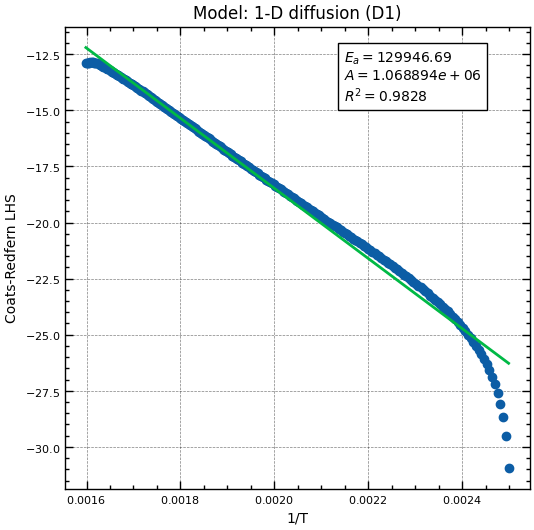 Model: 1-D diffusion (D1)
Eₐ = 129946.69
A = 1.068894e + 06
R² = 0.9828
−12.5
−15.0
−17.5
−20.0
−22.5
−25.0
−27.5
−30.0
Coats-Redfern LHS
0.0016 0.0018 0.0020 0.0022 0.0024
1/T